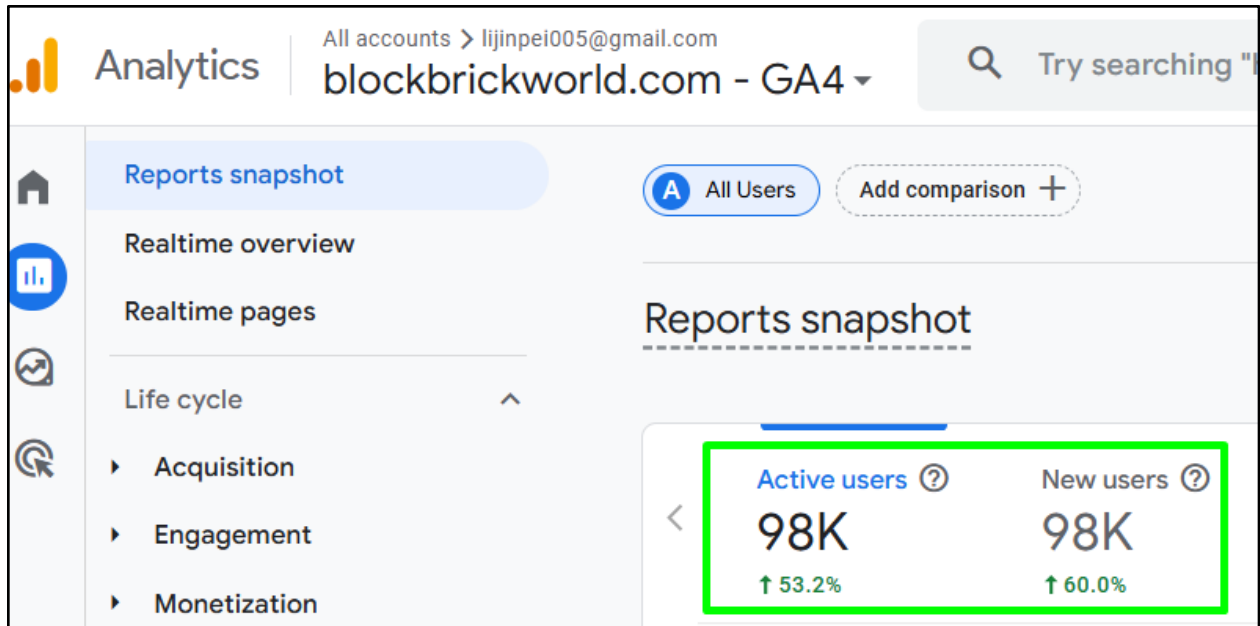 All accounts > lijinpei005@gmail.com
Analytics
blockbrickworld.com - GA4
Try searching "
Reports snapshot
A All Users
Add comparison +
Realtime overview
Realtime pages
Reports snapshot
Life cycle
Acquisition
Engagement
Monetization
Active users ?
New users ?
98K
98K
↑ 53.2%
↑ 60.0%